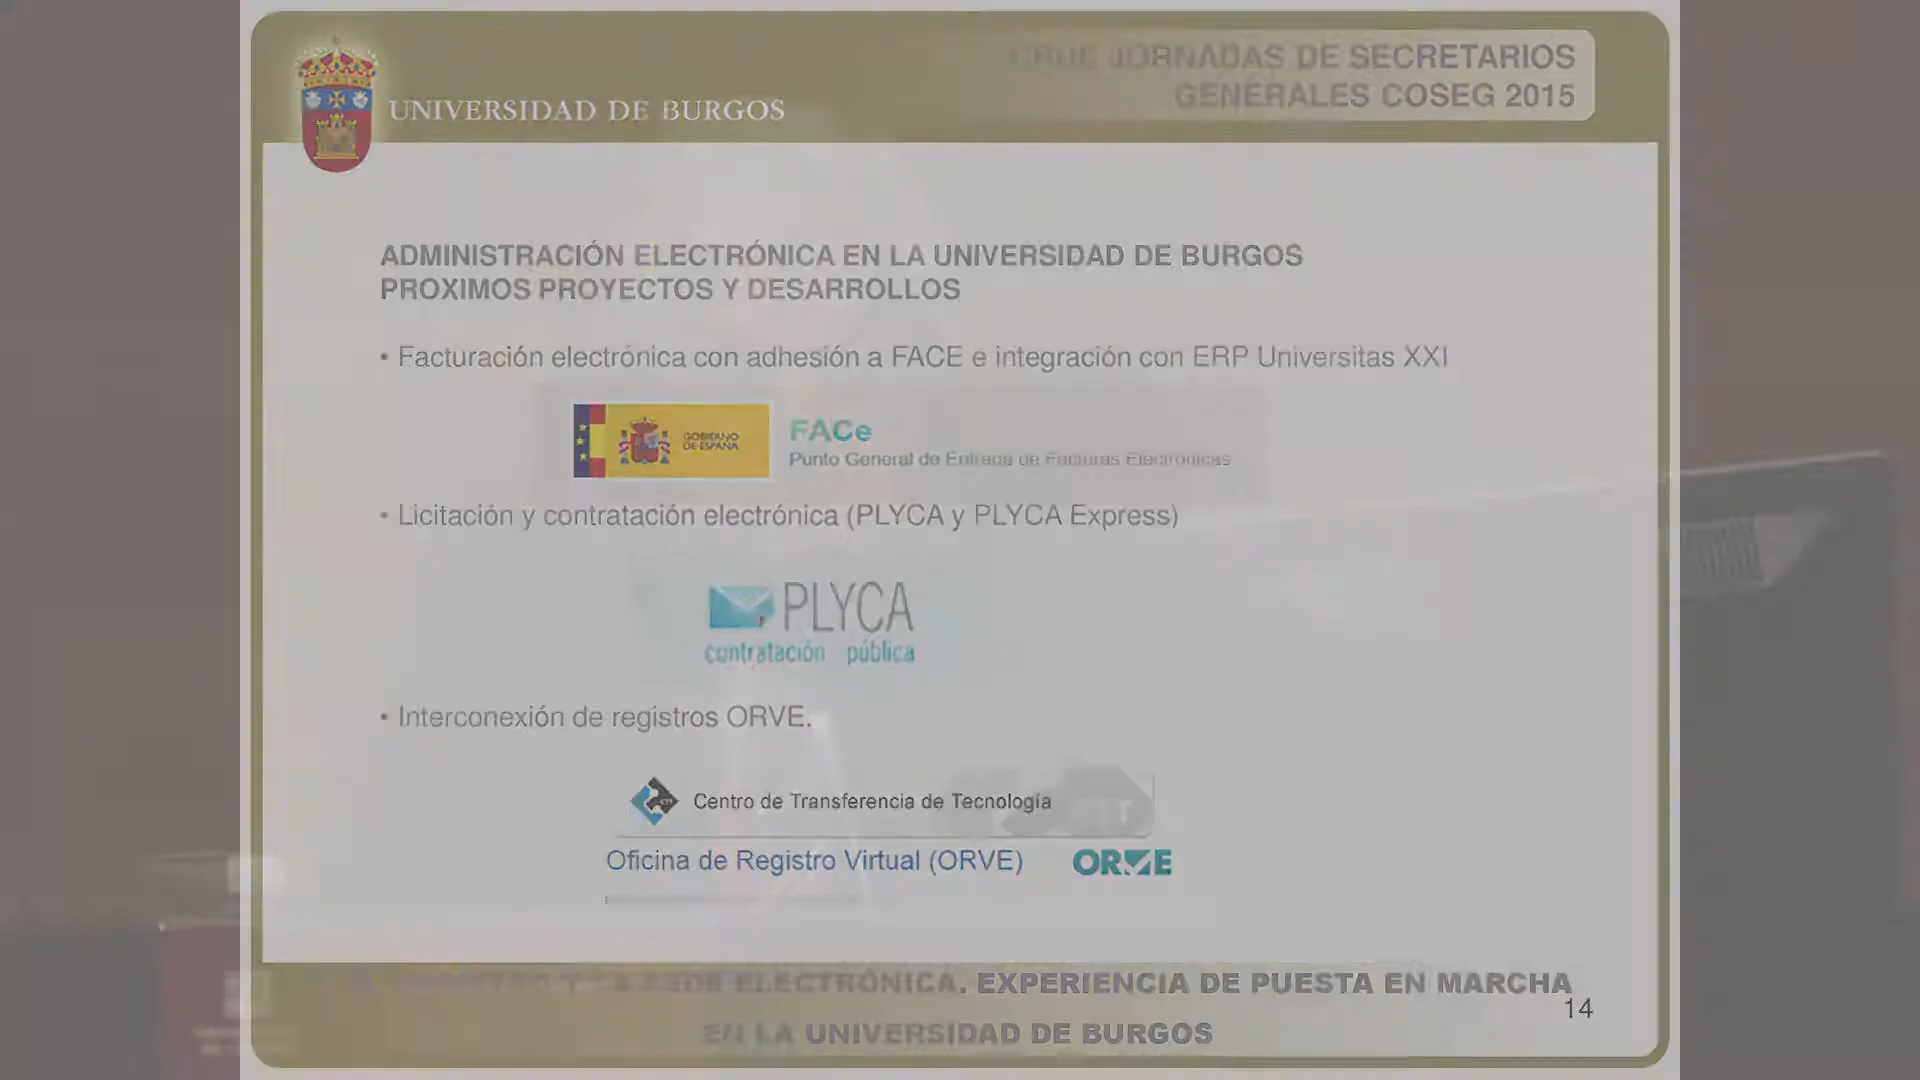 CRUE JORNADAS DE SECRETARIOS
GENERALES COSEG 2015
UNIVERSIDAD DE BURGOS
ADMINISTRACIÓN ELECTRÓNICA EN LA UNIVERSIDAD DE BURGOS
PROXIMOS PROYECTOS Y DESARROLLOS
• Facturación electrónica con adhesión a FACE e integración con ERP Universitas XXI
GOBIERNO
DE ESPAÑA
FACe
Punto General de Entrada de Facturas Electrónicas
• Licitación y contratación electrónica (PLYCA y PLYCA Express)
PLYCA
contratación pública
• Interconexión de registros ORVE.
Centro de Transferencia de Tecnología
Oficina de Registro Virtual (ORVE)
ORVE
ELECTRÓNICA. EXPERIENCIA DE PUESTA EN MARCHA
EN LA UNIVERSIDAD DE BURGOS
14